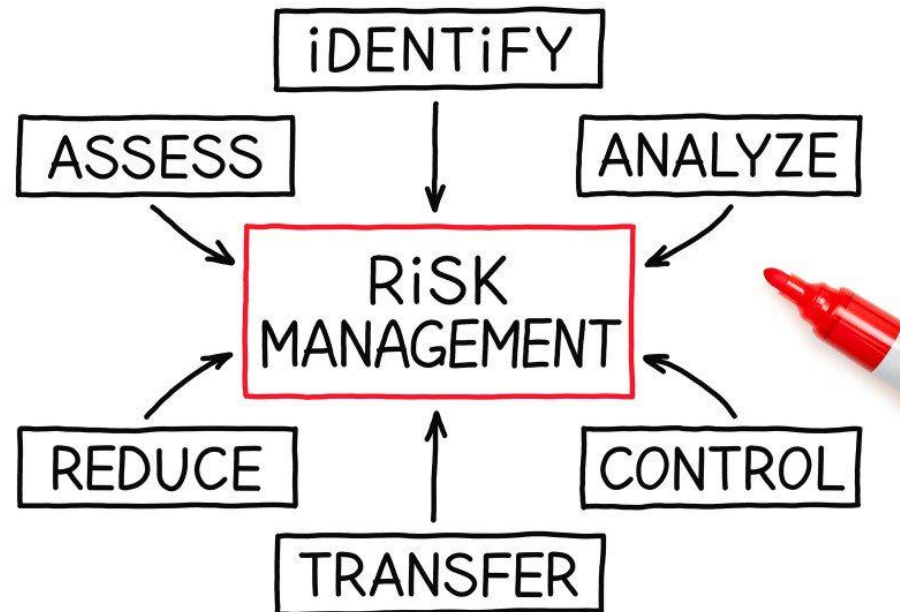 iDENTiFY
ASSESS
ANALYZE
RiSK
MANAGEMENT
REDUCE
CONTROL
TRANSFER